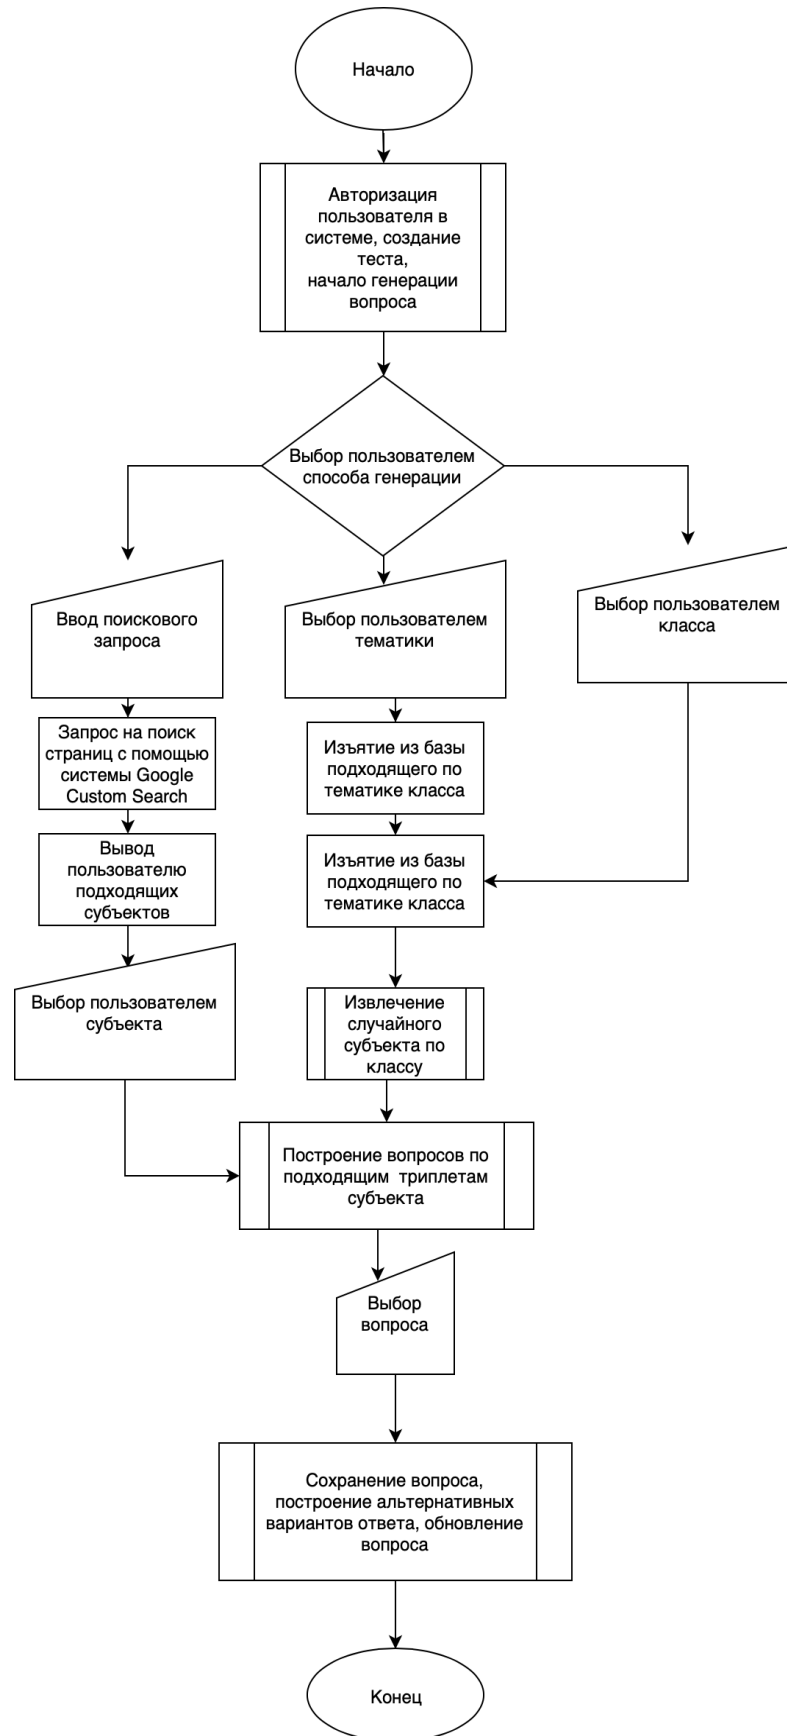 Начало
Авторизация
пользователя в
системе, создание
теста,
начало генерации
вопроса
Выбор пользователем
способа генерации
Ввод поискового
запроса
Выбор пользователем
тематики
Выбор пользователем
класса
Запрос на поиск
страниц с помощью
системы Google
Custom Search
Изъятие из базы
подходящего по
тематике класса
Вывод
пользователю
подходящих
субъектов
Изъятие из базы
подходящего по
тематике класса
Выбор пользователем
субъекта
Извлечение
случайного
субъекта по
классу
Построение вопросов по
подходящим триплетам
субъекта
Выбор
вопроса
Сохранение вопроса,
построение альтернативных
вариантов ответа, обновление
вопроса
Конец